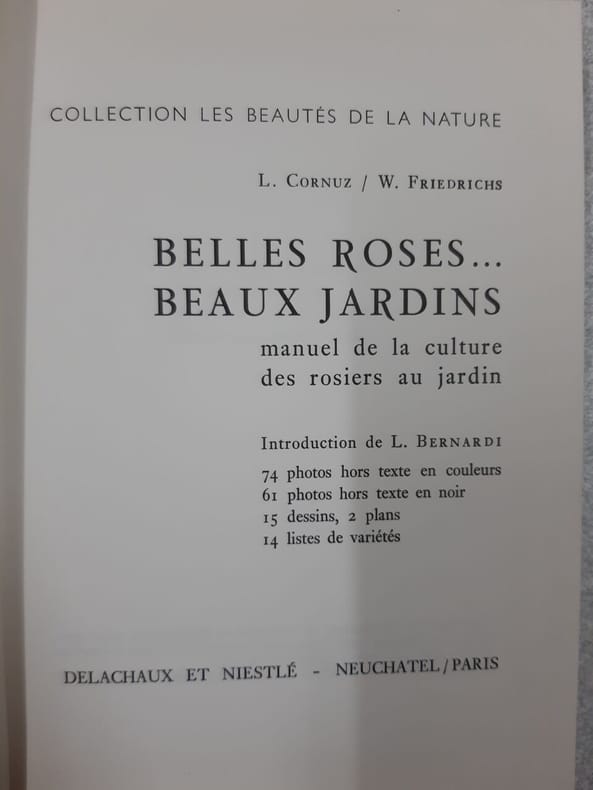 COLLECTION LES BEAUTÉS DE LA NATURE
L. CORNUZ / W. FRIEDRICHS
BELLES ROSES...
BEAUX JARDINS
manuel de la culture
des rosiers au jardin
Introduction de L. BERNARDI
74 photos hors texte en couleurs
61 photos hors texte en noir
15 dessins, 2 plans
14 listes de variétés
DELACHAUX ET NIESTLÉ - NEUCHATEL/PARIS